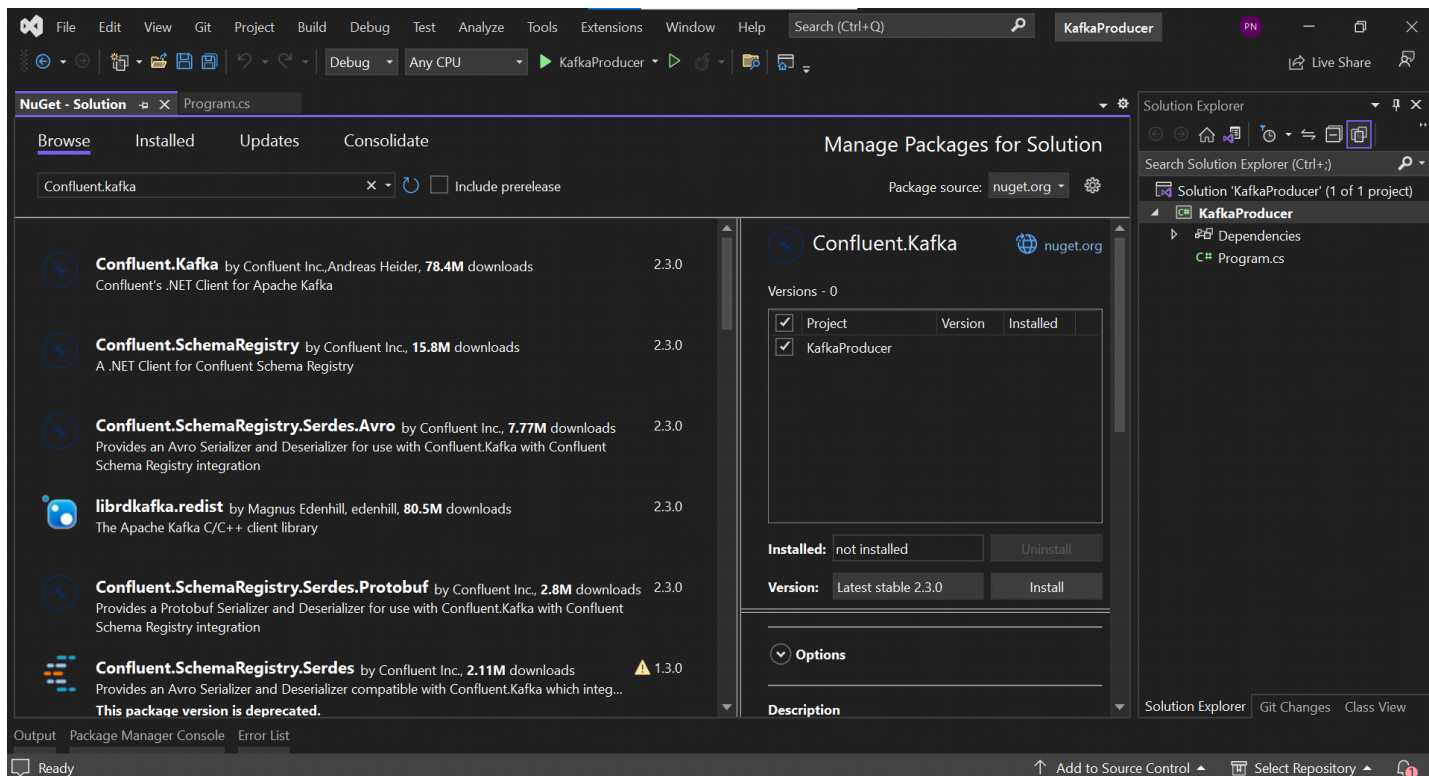 File Edit View Git Project Build Debug Test Analyze Tools Extensions Window Help Search (Ctrl+Q) KafkaProducer PN
Debug Any CPU KafkaProducer Live Share
NuGet - Solution Program.cs
Browse Installed Updates Consolidate
Manage Packages for Solution
Confluent.kafka
Include prerelease
Package source: nuget.org
Confluent.Kafka by Confluent Inc.,Andreas Heider, 78.4M downloads 2.3.0
Confluent's .NET Client for Apache Kafka
Confluent.SchemaRegistry by Confluent Inc., 15.8M downloads 2.3.0
A .NET Client for Confluent Schema Registry
Confluent.SchemaRegistry.Serdes.Avro by Confluent Inc., 7.77M downloads 2.3.0
Provides an Avro Serializer and Deserializer for use with Confluent.Kafka with Confluent
Schema Registry integration
librdkafka.redist by Magnus Edenhill, edenhill, 80.5M downloads 2.3.0
The Apache Kafka C/C++ client library
Confluent.SchemaRegistry.Serdes.Protobuf by Confluent Inc., 2.8M downloads 2.3.0
Provides a Protobuf Serializer and Deserializer for use with Confluent.Kafka with Confluent
Schema Registry integration
Confluent.SchemaRegistry.Serdes by Confluent Inc., 2.11M downloads 1.3.0
Provides an Avro Serializer and Deserializer compatible with Confluent.Kafka which integ...
This package version is deprecated.
Confluent.Kafka nuget.org
Versions - 0
Project Version Installed
KafkaProducer
Installed: not installed Uninstall
Version: Latest stable 2.3.0 Install
Options
Description
Solution Explorer
Search Solution Explorer (Ctrl+;)
Solution 'KafkaProducer' (1 of 1 project)
C# KafkaProducer
Dependencies
C# Program.cs
Solution Explorer Git Changes Class View
Output Package Manager Console Error List
Ready Add to Source Control Select Repository 1